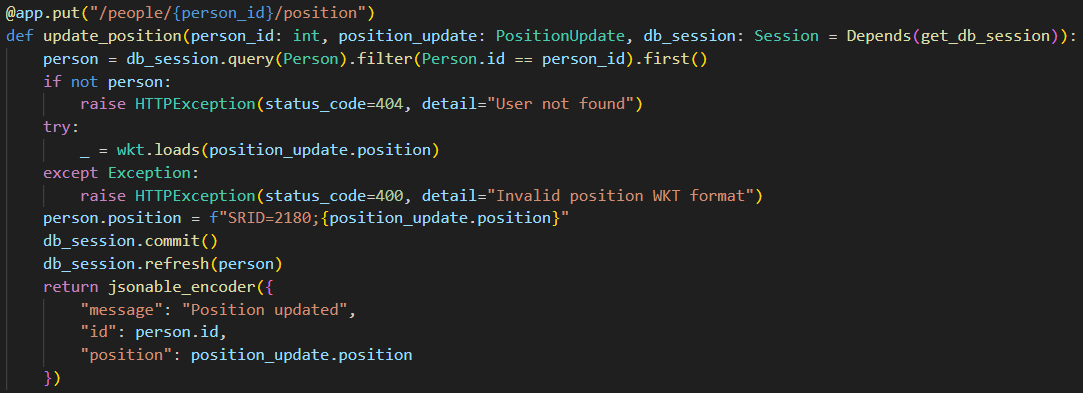 @app.put("/people/{person_id}/position")
def update_position(person_id: int, position_update: PositionUpdate, db_session: Session = Depends(get_db_session)):
    person = db_session.query(Person).filter(Person.id == person_id).first()
    if not person:
        raise HTTPException(status_code=404, detail="User not found")
    try:
        _ = wkt.loads(position_update.position)
    except Exception:
        raise HTTPException(status_code=400, detail="Invalid position WKT format")
    person.position = f"SRID=2180;{position_update.position}"
    db_session.commit()
    db_session.refresh(person)
    return jsonable_encoder({
        "message": "Position updated",
        "id": person.id,
        "position": position_update.position
    })